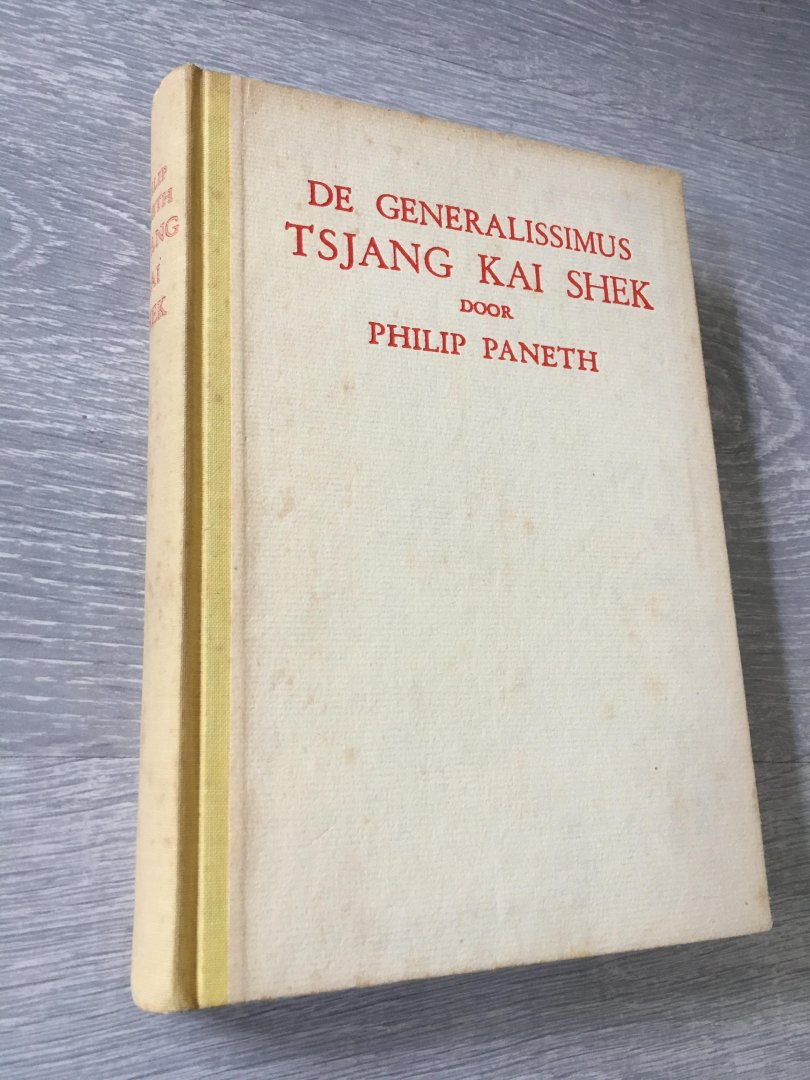 DE GENERALISSIMUS
TSJANG KAI SHEK
DOOR
PHILIP PANETH